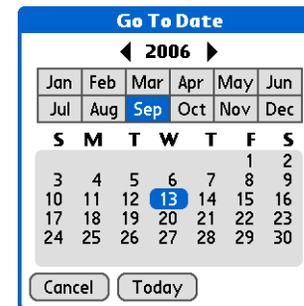 Go To Date
2006
Jan Feb Mar Apr May Jun
Jul Aug Sep Oct Nov Dec
S M T W T F S
1 2
3 4 5 6 7 8 9
10 11 12 13 14 15 16
17 18 19 20 21 22 23
24 25 26 27 28 29 30
Cancel Today